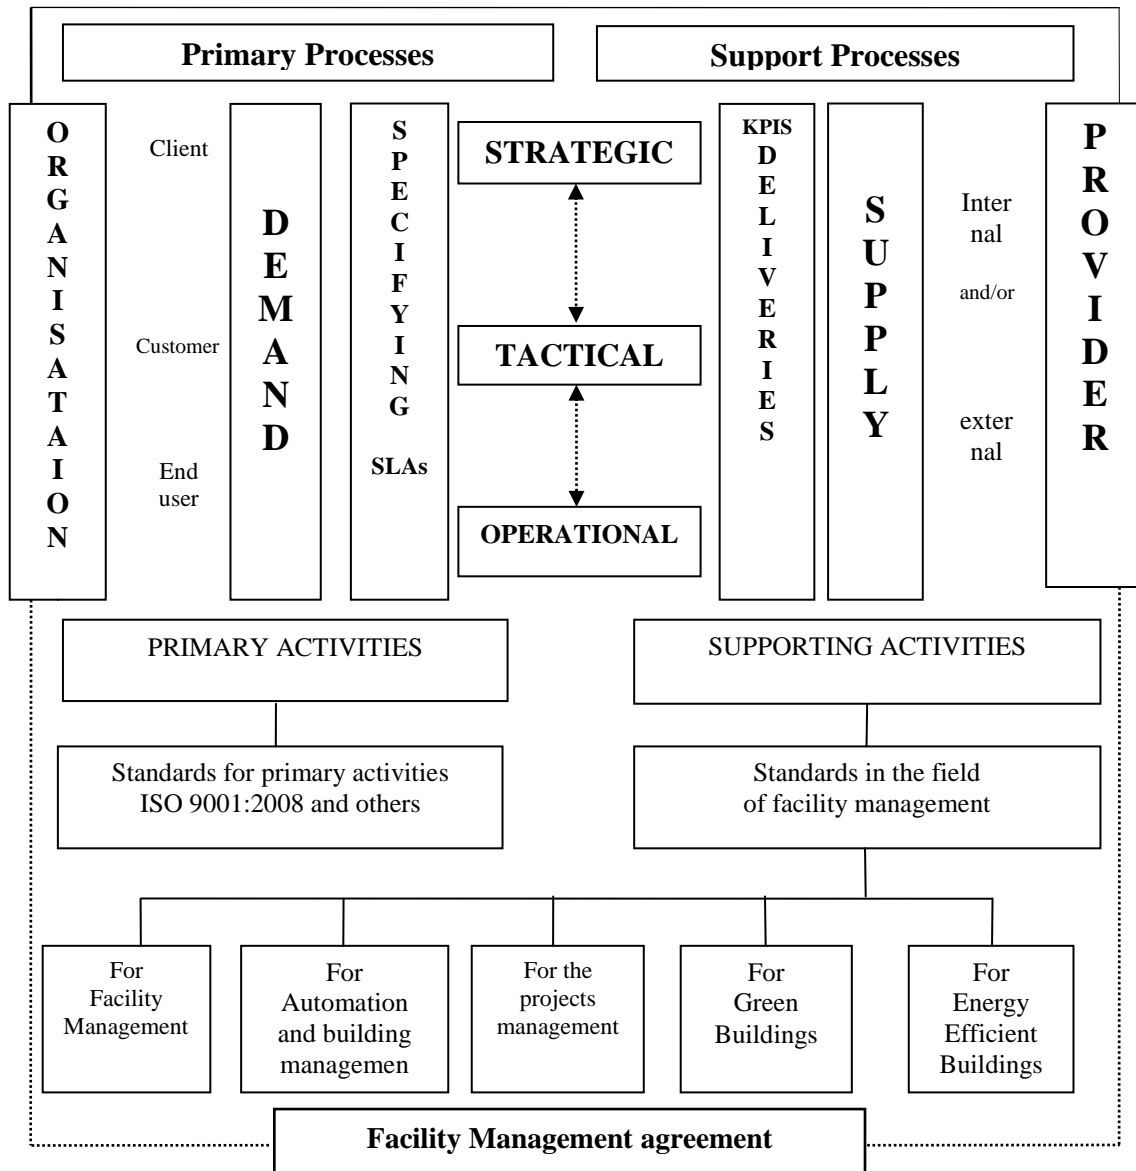 Primary Processes
Support Processes
ORGANISATAION
Client
Customer
End
user
DEMAND
SPECIFYING
SLAs
STRATEGIC
TACTICAL
OPERATIONAL
KPIS
DELIVERIES
SUPPLY
Inter
nal
and/or
exter
nal
PROVIDER
PRIMARY ACTIVITIES
SUPPORTING ACTIVITIES
Standards for primary activities
ISO 9001:2008 and others
Standards in the field
of facility management
For
Facility
Management
For
Automation
and building
managemen
For the
projects
management
For
Green
Buildings
For
Energy
Efficient
Buildings
Facility Management agreement